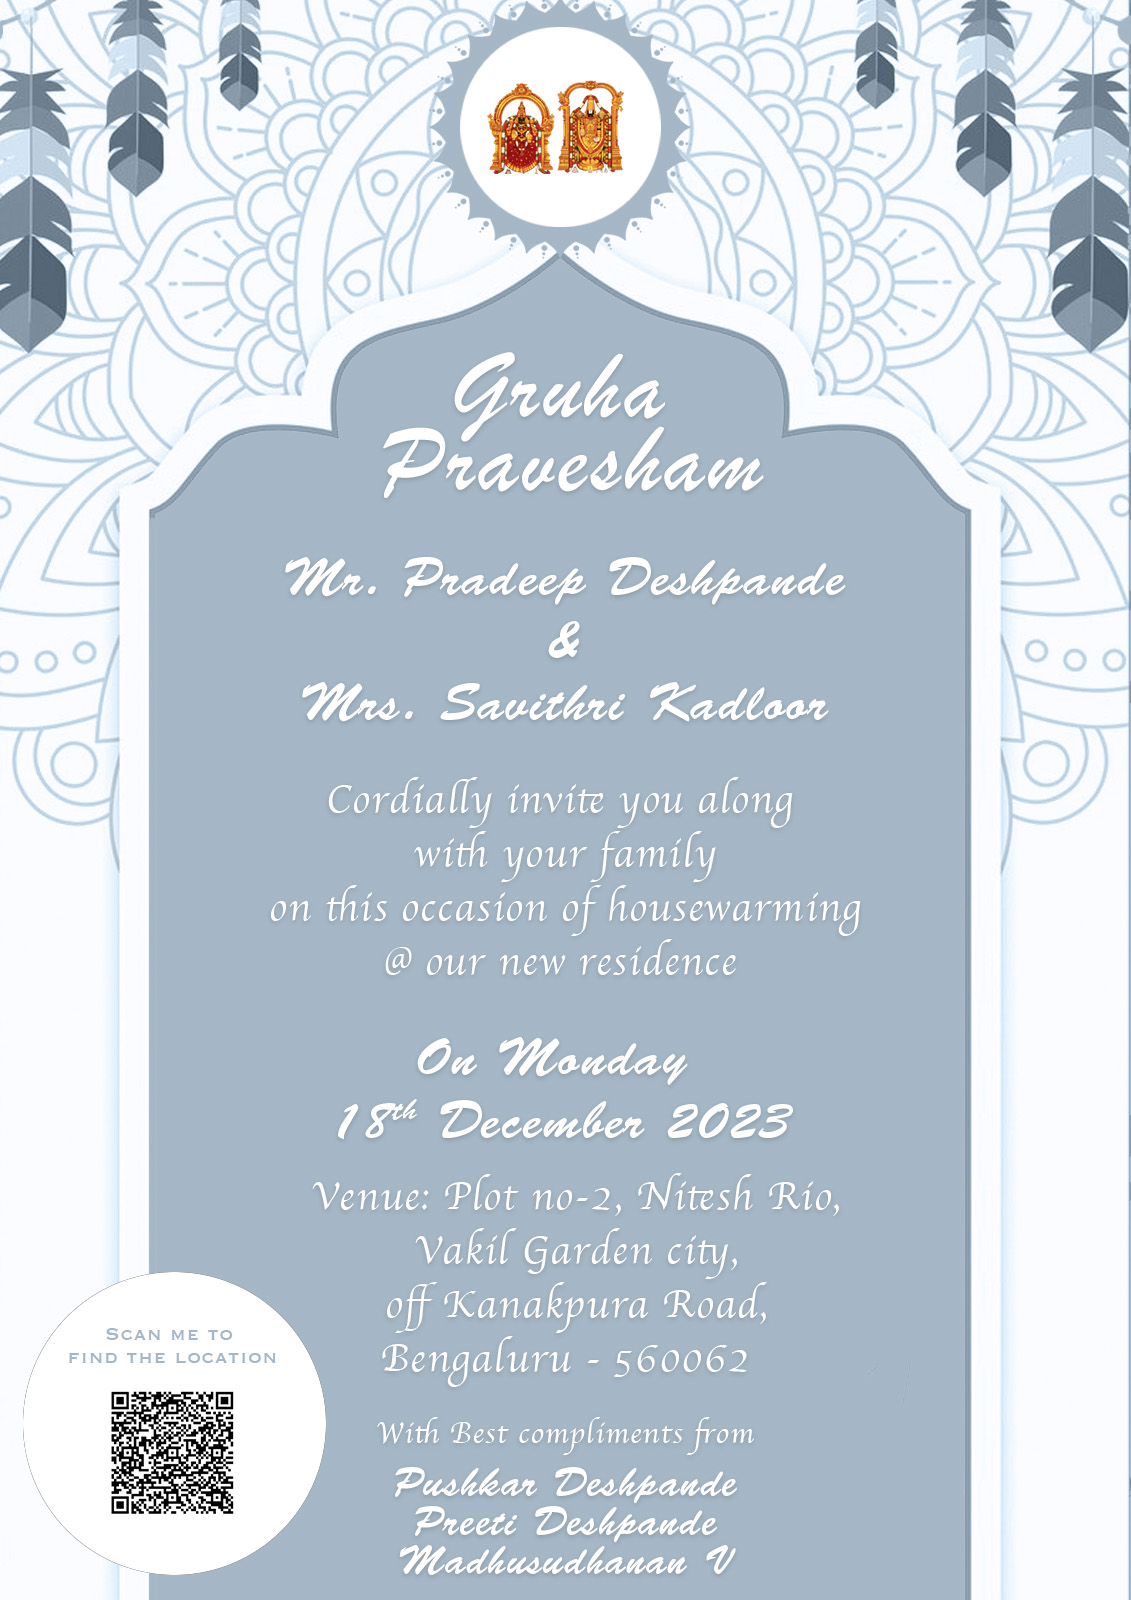 Gruha
Pravesham
Mr. Pradeep Deshpande
&
Mrs. Savithri Kadloor
Cordially invite you along
with your family
on this occasion of housewarming
@ our new residence
On Monday
18th December 2023
Venue: Plot no-2, Nitesh Rio,
Vakil Garden city,
off Kanakpura Road,
Bengaluru - 560062
SCAN ME TO
FIND THE LOCATION
With Best compliments from
Pushkar Deshpande
Preeti Deshpande
Madhusudhanan V